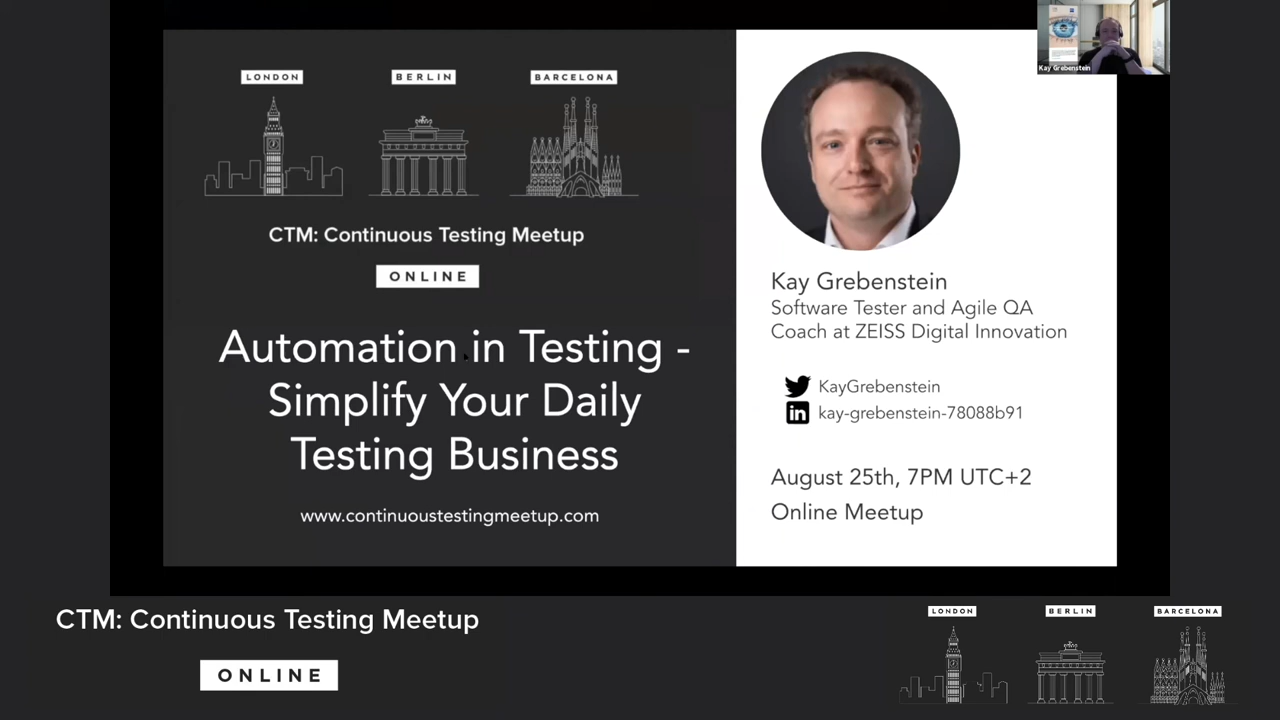 LONDON
BERLIN
BARCELONA
CTM: Continuous Testing Meetup
ONLINE
Automation in Testing -
Simplify Your Daily
Testing Business
www.continuoustestingmeetup.com
Kay Grebenstein
Kay Grebenstein
Software Tester and Agile QA
Coach at ZEISS Digital Innovation
KayGrebenstein
in
kay-grebenstein-78088b91
August 25th, 7PM UTC+2
Online Meetup
CTM: Continuous Testing Meetup
ONLINE
LONDON
BERLIN
BARCELONA